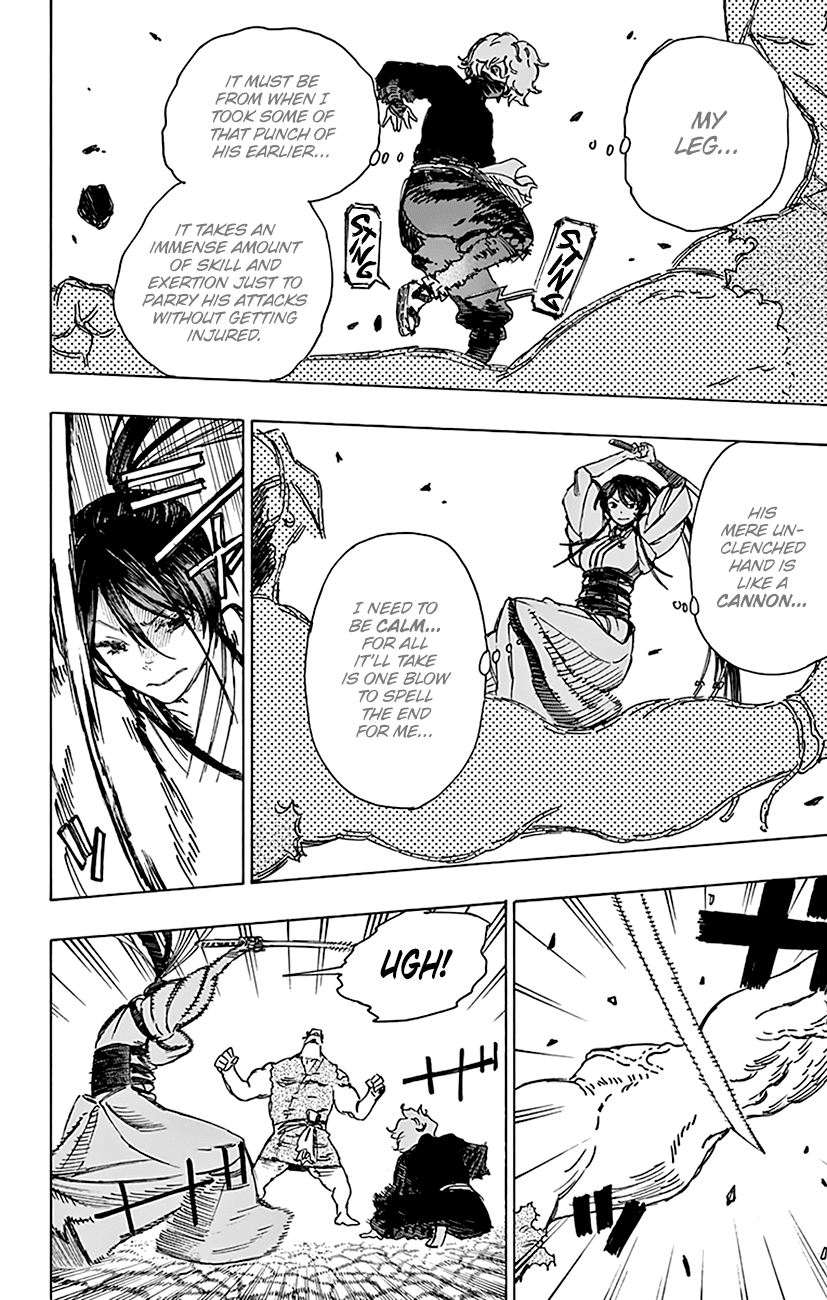 MY
LEG...
IT MUST BE
FROM WHEN I
TOOK SOME OF
THAT PUNCH OF
HIS EARLIER...
IT TAKES AN
IMMENSE AMOUNT
OF SKILL AND
EXERTION JUST TO
PARRY HIS ATTACKS
WITHOUT GETTING
INJURED.
STING
STING
HIS
MERE UN-
CLENCHED
HAND IS
LIKE A
CANNON...
I NEED TO
BE CALM...
FOR ALL
IT'LL TAKE
IS ONE BLOW
TO SPELL
THE END
FOR ME...
UGH!